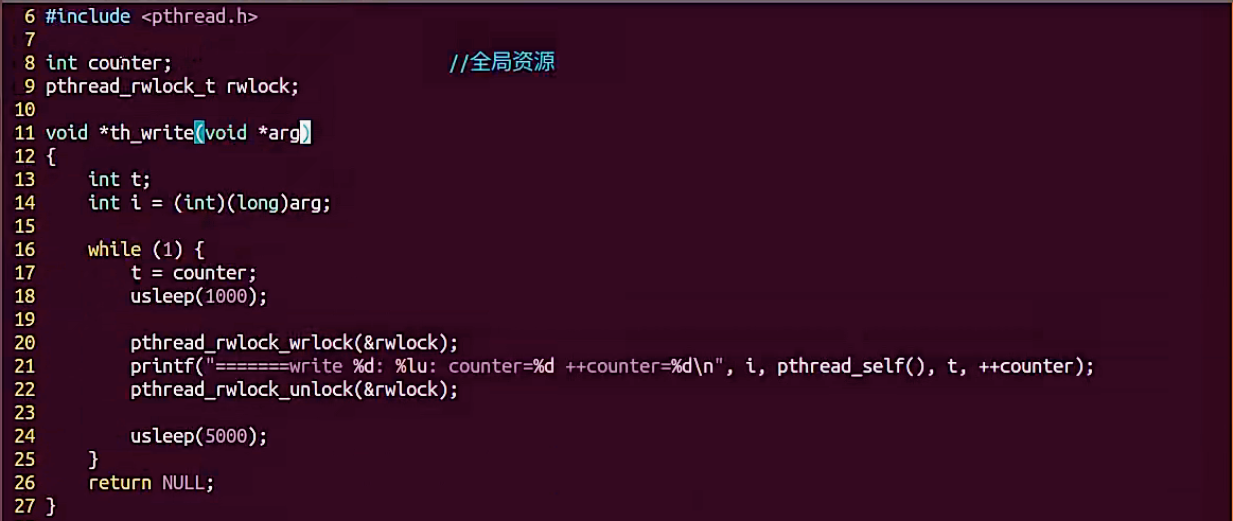 6 #include <pthread.h>
7
8 int counter; //全局资源
9 pthread_rwlock_t rwlock;
10
11 void *th_write(void *arg)
12 {
13     int t;
14     int i = (int)(long)arg;
15
16     while (1) {
17         t = counter;
18         usleep(1000);
19
20         pthread_rwlock_wrlock(&rwlock);
21         printf("=======write %d: %lu: counter=%d ++counter=%d\n", i, pthread_self(), t, ++counter);
22         pthread_rwlock_unlock(&rwlock);
23
24         usleep(5000);
25     }
26     return NULL;
27 }